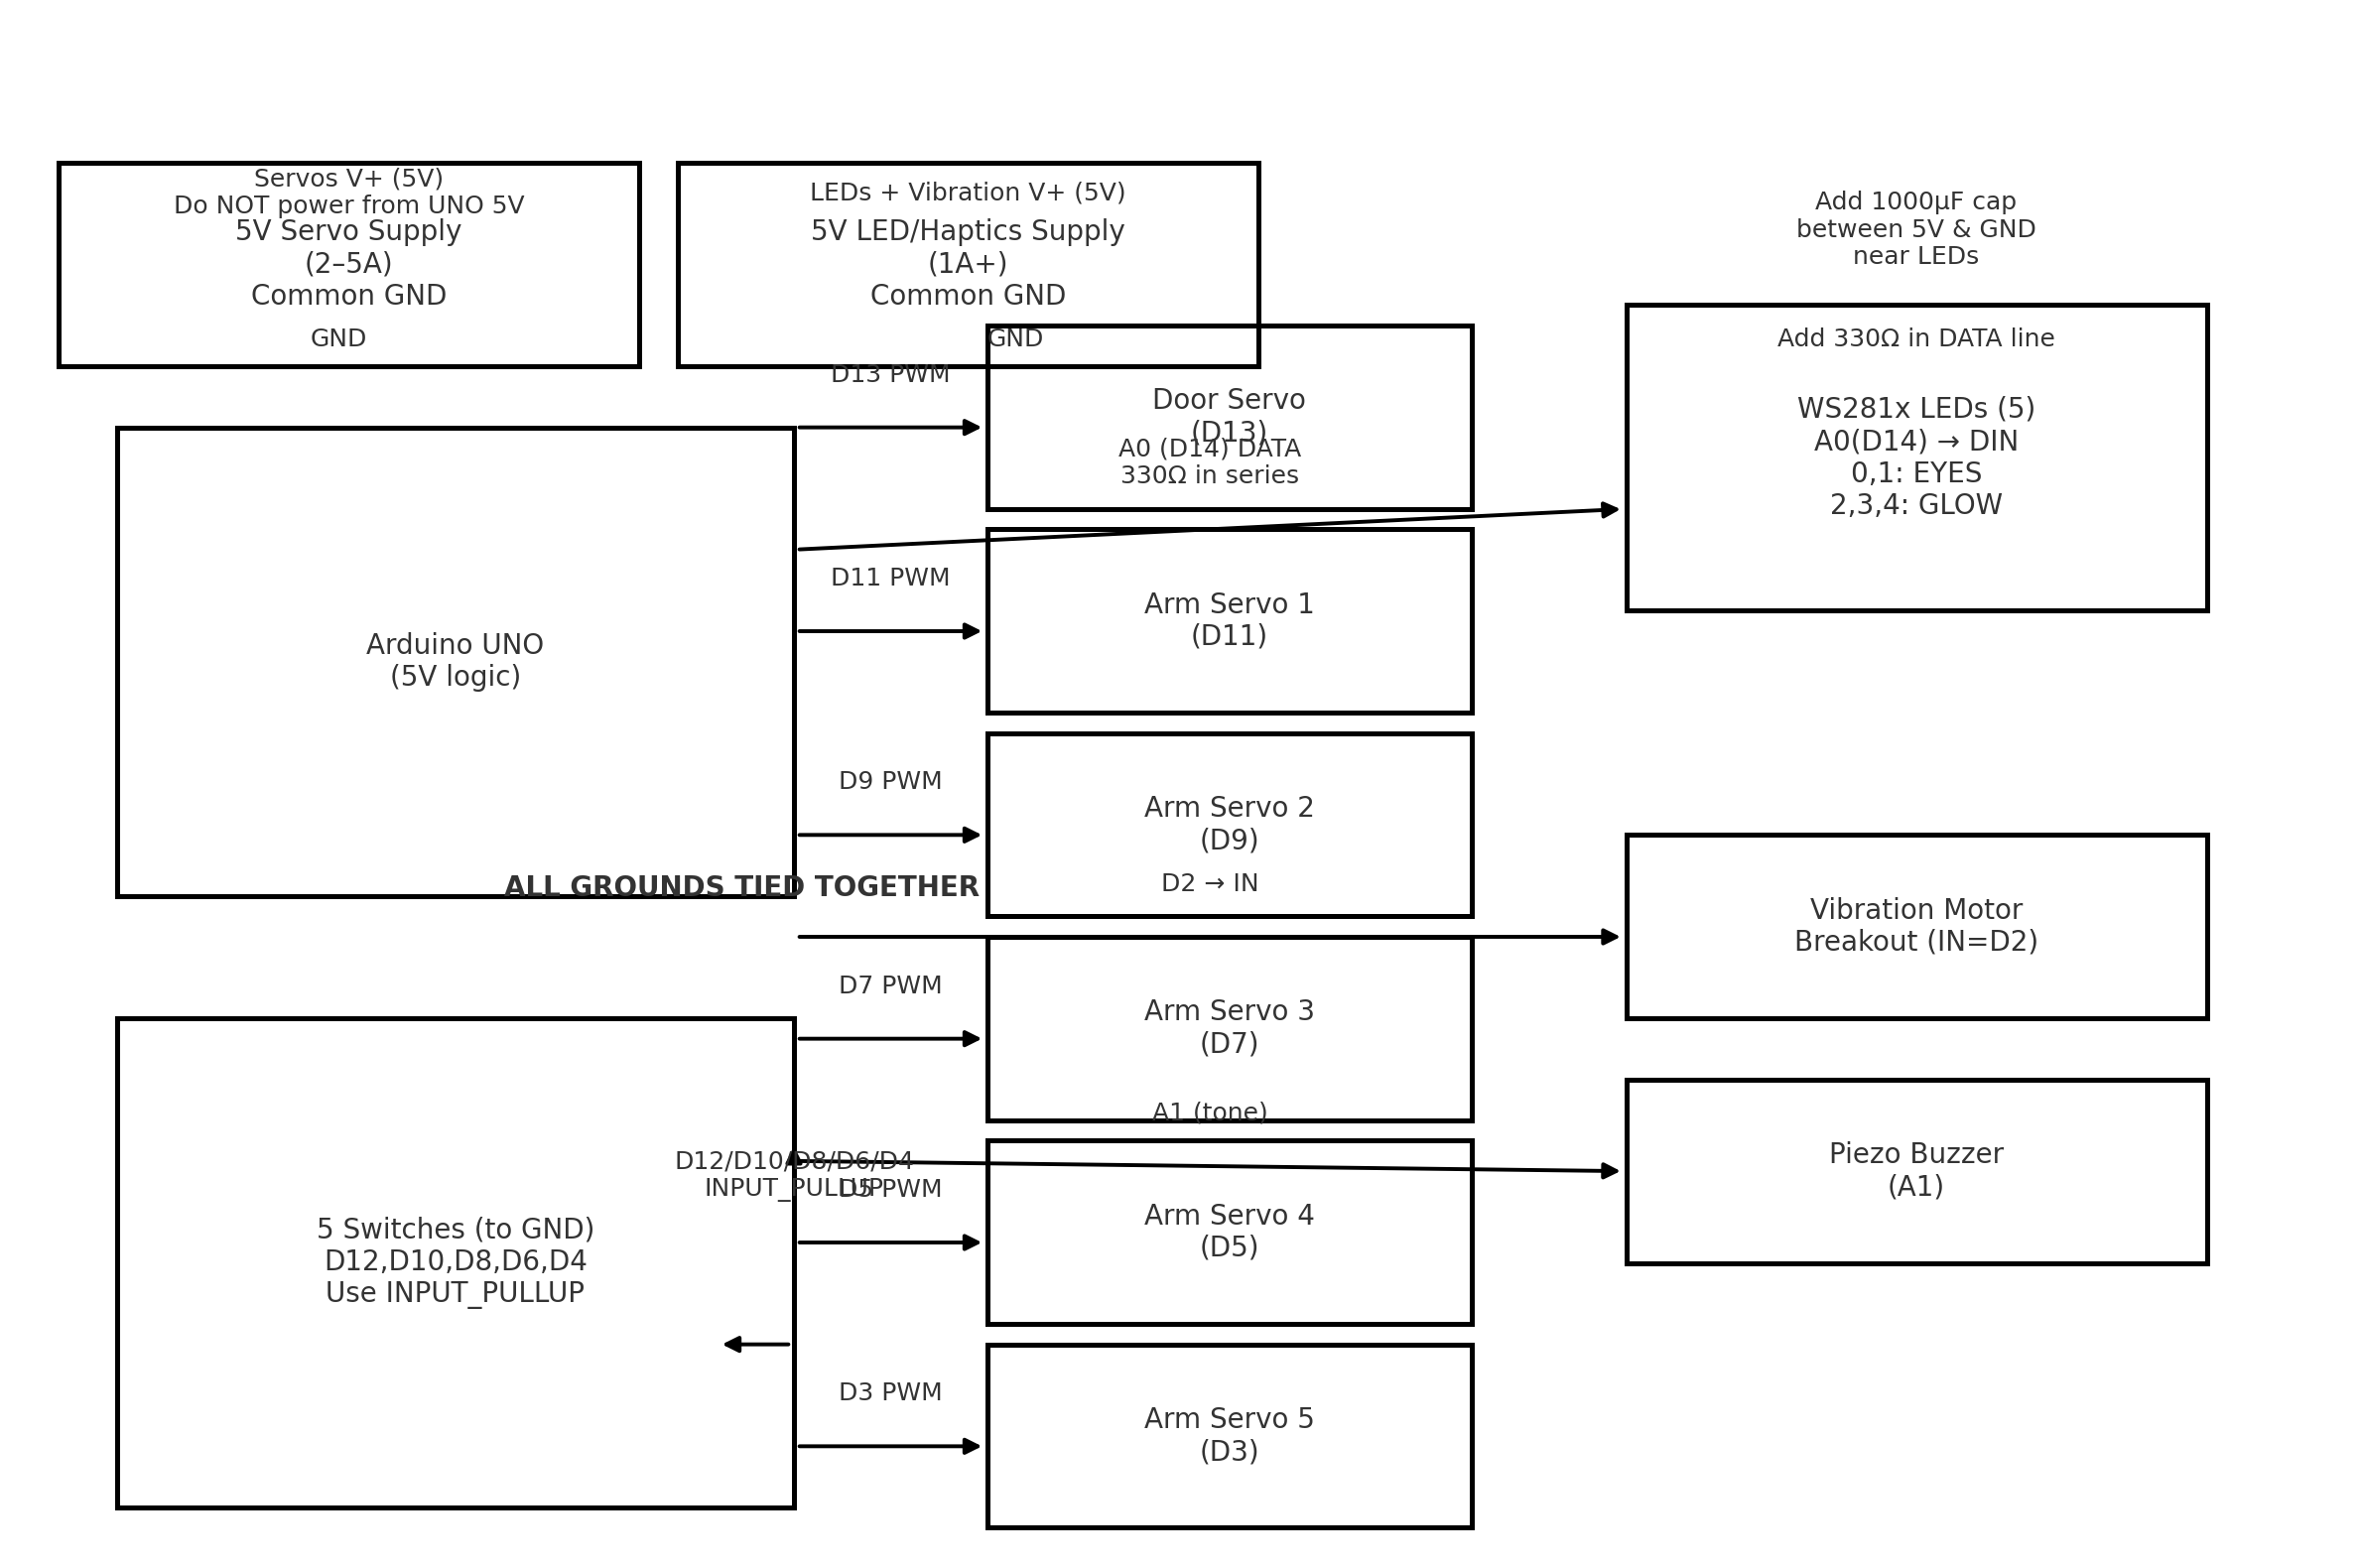 Servos V+ (5V)
Do NOT power from UNO 5V
5V Servo Supply
(2–5A)
Common GND
GND
LEDs + Vibration V+ (5V)
5V LED/Haptics Supply
(1A+)
Common GND
GND
Add 1000µF cap
between 5V & GND
near LEDs
Add 330Ω in DATA line
WS281x LEDs (5)
A0(D14) → DIN
0,1: EYES
2,3,4: GLOW
D13 PWM
Door Servo
(D13)
A0 (D14) DATA
330Ω in series
Arduino UNO
(5V logic)
D11 PWM
Arm Servo 1
(D11)
D9 PWM
Arm Servo 2
(D9)
ALL GROUNDS TIED TOGETHER
D2 → IN
Vibration Motor
Breakout (IN=D2)
D7 PWM
Arm Servo 3
(D7)
A1 (tone)
Piezo Buzzer
(A1)
D12/D10/D8/D6/D4
INPUT_PULLUP
D5 PWM
Arm Servo 4
(D5)
5 Switches (to GND)
D12,D10,D8,D6,D4
Use INPUT_PULLUP
D3 PWM
Arm Servo 5
(D3)